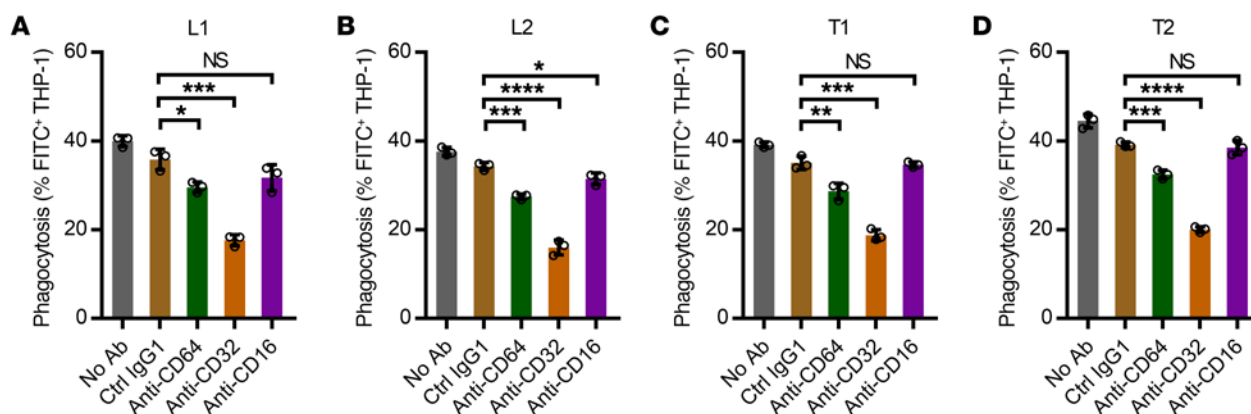 A
L1
Phagocytosis (% FITC⁺ THP-1)
60
40
20
0
NS
***
*
No Ab
Ctrl IgG1
Anti-CD64
Anti-CD32
Anti-CD16
B
L2
Phagocytosis (% FITC⁺ THP-1)
60
40
20
0
*
****
***
No Ab
Ctrl IgG1
Anti-CD64
Anti-CD32
Anti-CD16
C
T1
Phagocytosis (% FITC⁺ THP-1)
60
40
20
0
NS
***
**
No Ab
Ctrl IgG1
Anti-CD64
Anti-CD32
Anti-CD16
D
T2
Phagocytosis (% FITC⁺ THP-1)
60
40
20
0
NS
****
***
No Ab
Ctrl IgG1
Anti-CD64
Anti-CD32
Anti-CD16